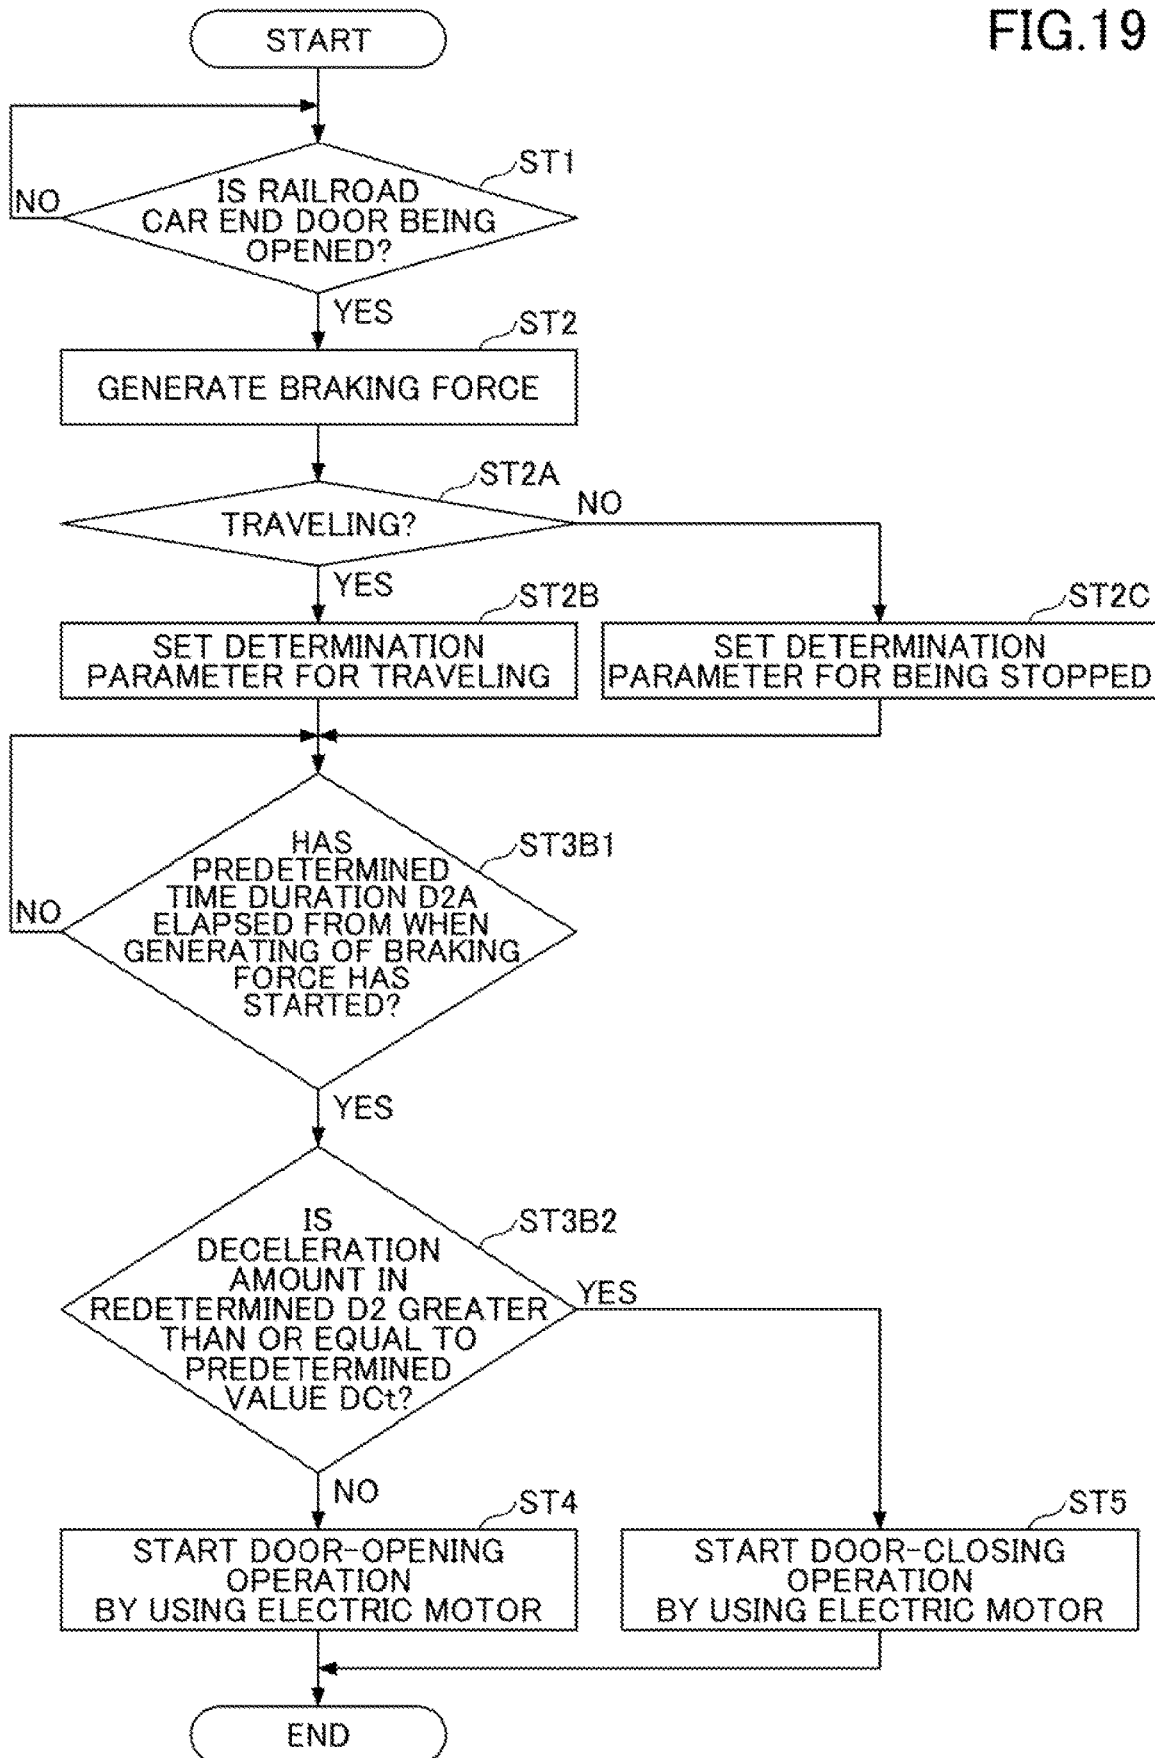 FIG.19
START
ST1
IS RAILROAD
CAR END DOOR BEING
OPENED?
NO
YES
ST2
GENERATE BRAKING FORCE
ST2A
TRAVELING?
NO
YES
ST2B
SET DETERMINATION
PARAMETER FOR TRAVELING
ST2C
SET DETERMINATION
PARAMETER FOR BEING STOPPED
ST3B1
HAS
PREDETERMINED
TIME DURATION D2A
ELAPSED FROM WHEN
GENERATING OF BRAKING
FORCE HAS
STARTED?
NO
YES
ST3B2
IS
DECELERATION
AMOUNT IN
REDETERMINED D2 GREATER
THAN OR EQUAL TO
PREDETERMINED
VALUE DCt?
YES
NO
ST4
START DOOR-OPENING
OPERATION
BY USING ELECTRIC MOTOR
ST5
START DOOR-CLOSING
OPERATION
BY USING ELECTRIC MOTOR
END